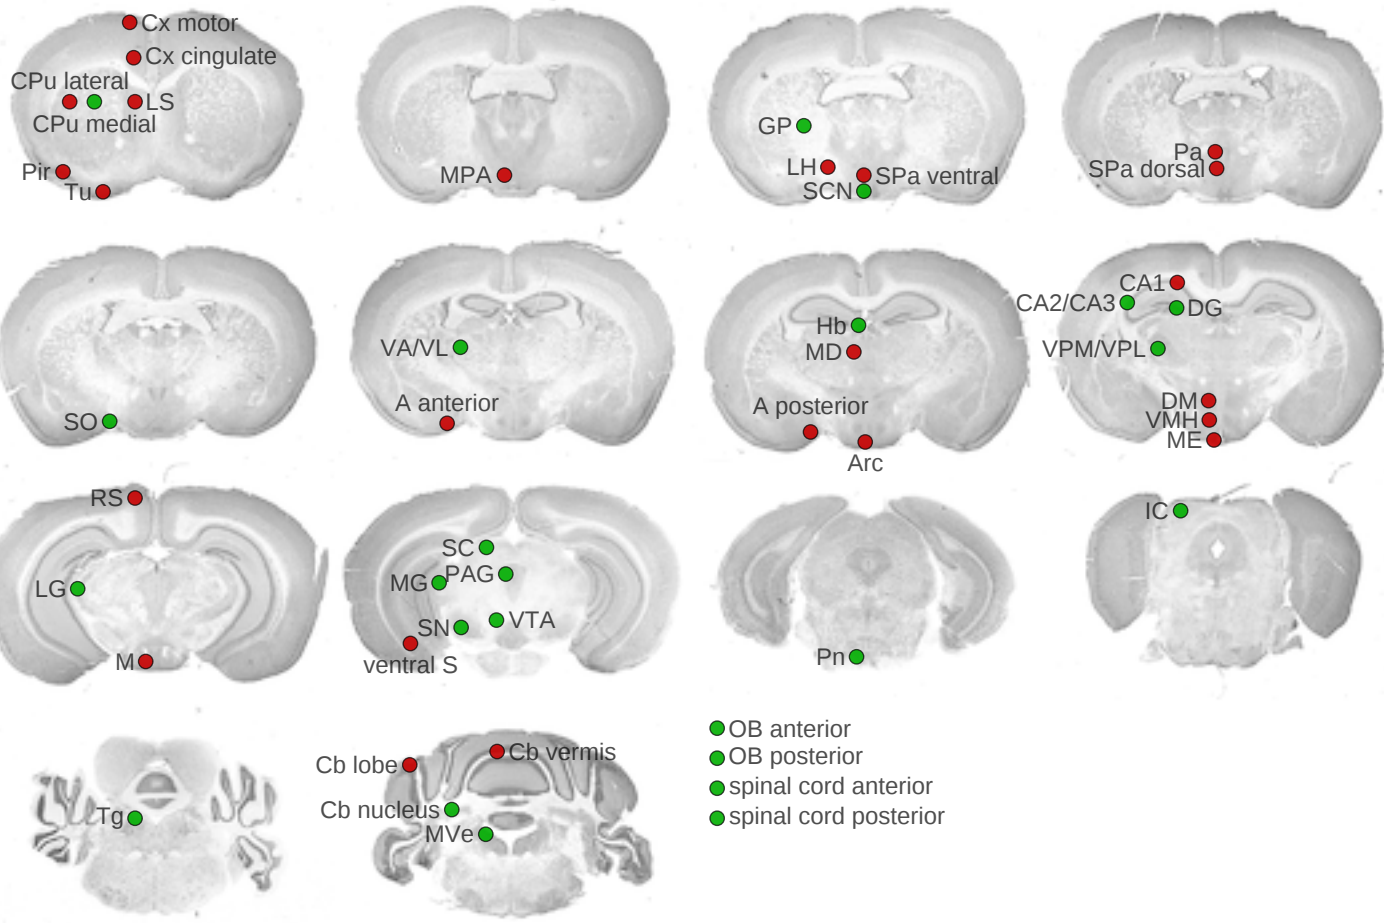 Cx motor
Cx cingulate
CPu lateral
LS
CPu medial
Pir
Tu
MPA
GP
LH
SPa ventral
SCN
Pa
SPa dorsal
SO
VA/VL
A anterior
Hb
MD
A posterior
Arc
CA1
CA2/CA3
DG
VPM/VPL
DM
VMH
ME
RS
LG
M
SC
MG
PAG
SN
VTA
ventral S
Pn
IC
Tg
Cb lobe
Cb vermis
Cb nucleus
MVe
OB anterior
OB posterior
spinal cord anterior
spinal cord posterior